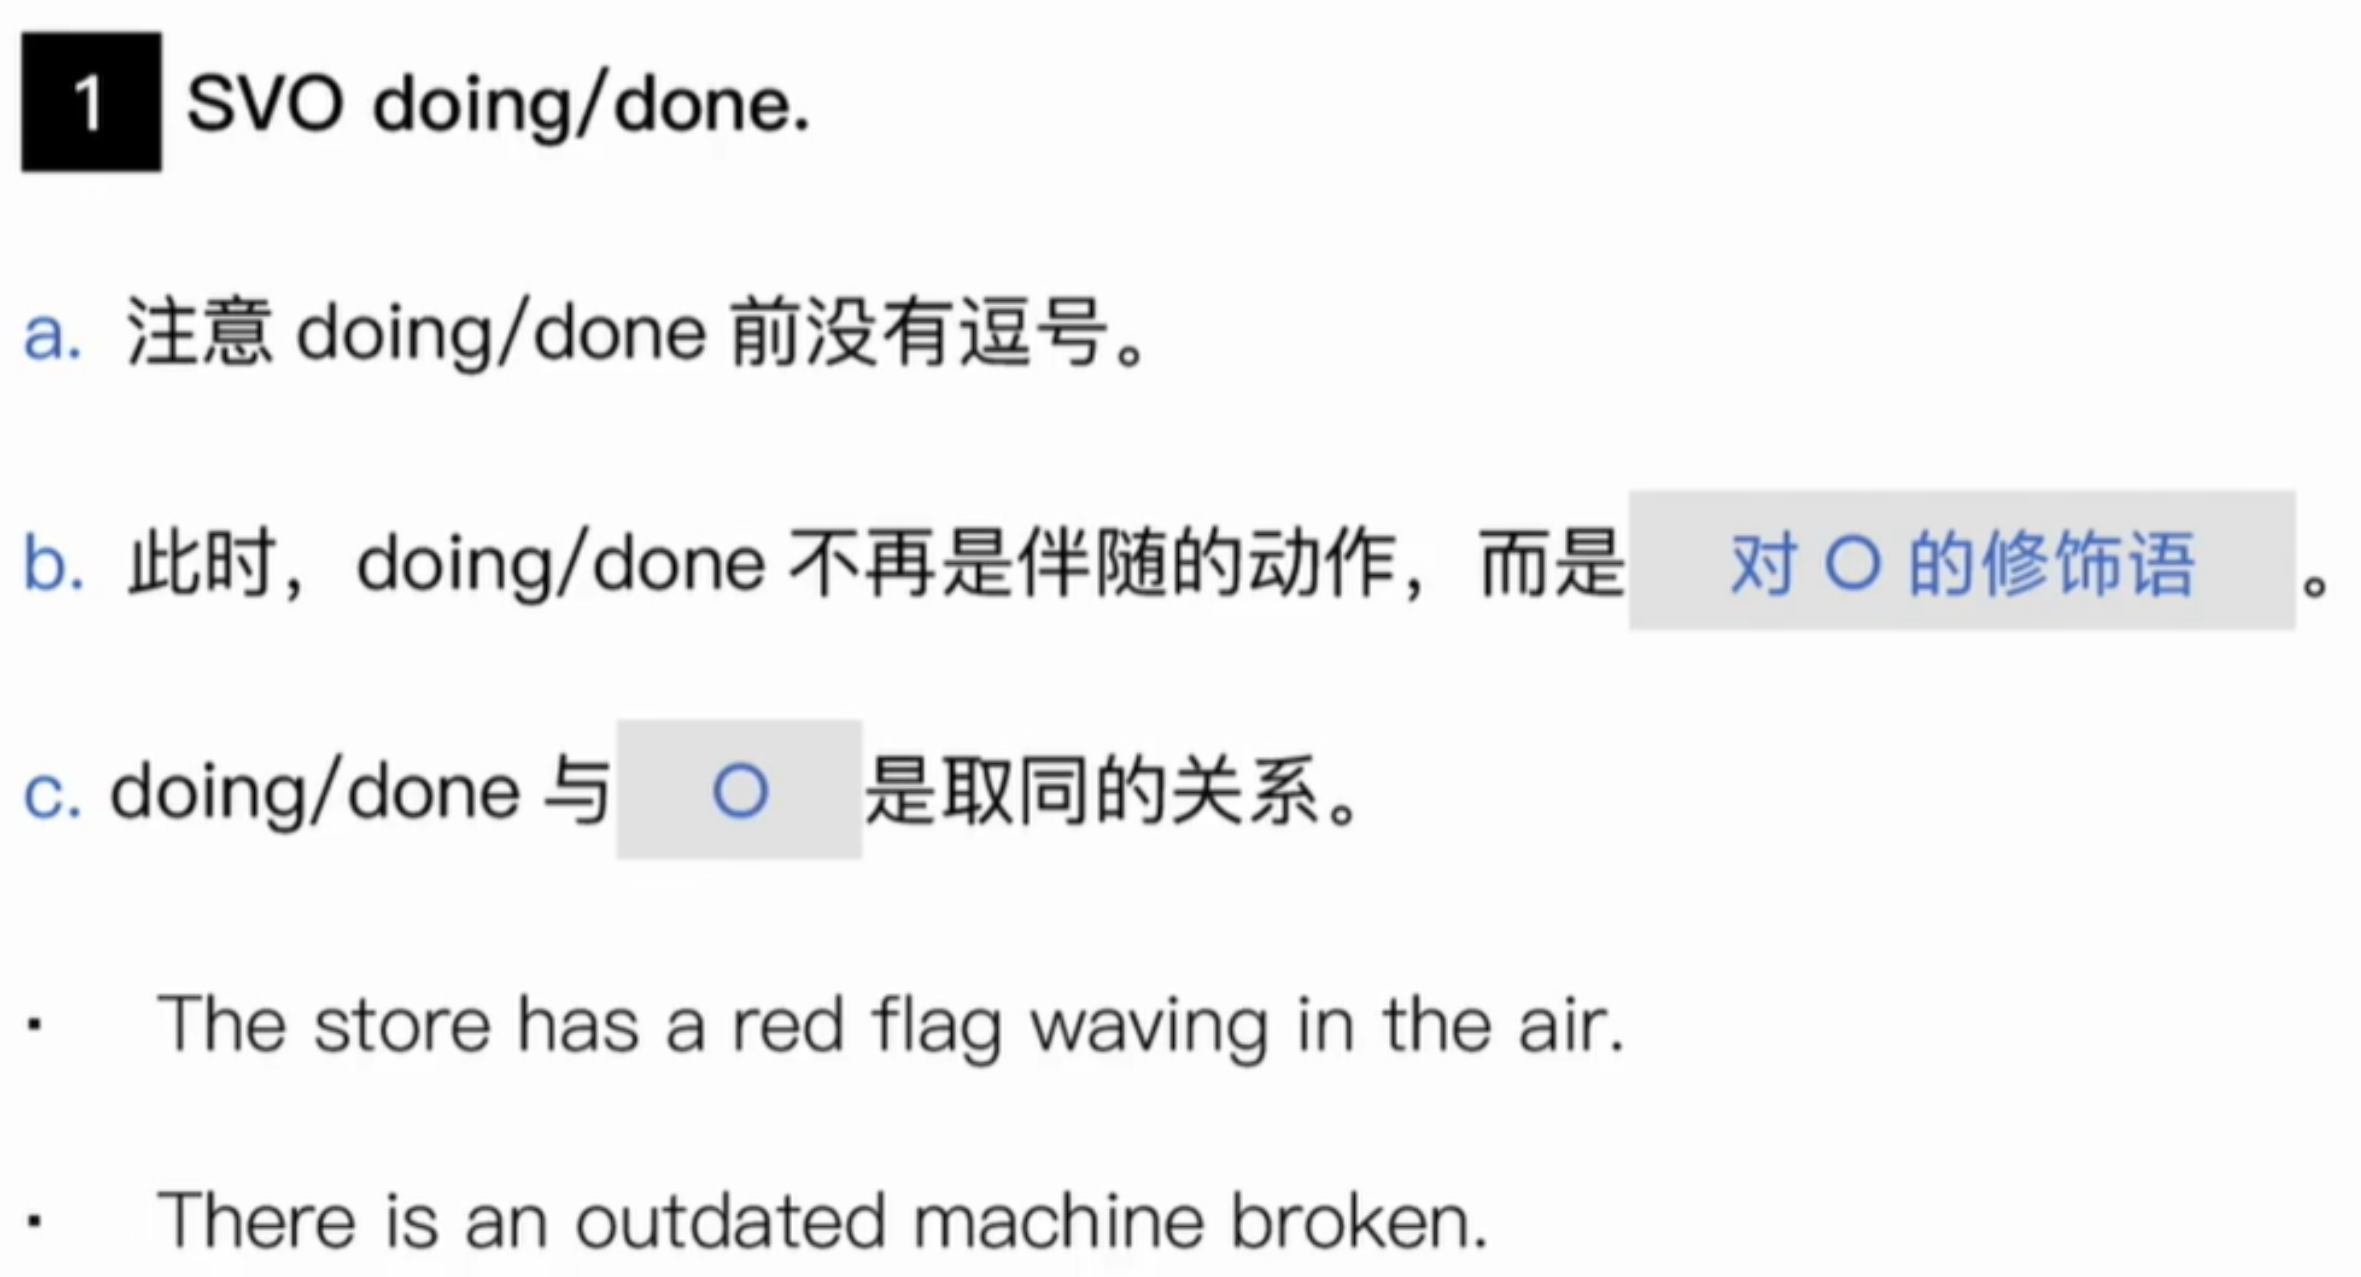 1 SVO doing/done.
a. 注意 doing/done 前没有逗号。
b. 此时，doing/done 不再是伴随的动作，而是 对 O 的修饰语 。
c. doing/done 与 O 是取同的关系。
· The store has a red flag waving in the air.
· There is an outdated machine broken.